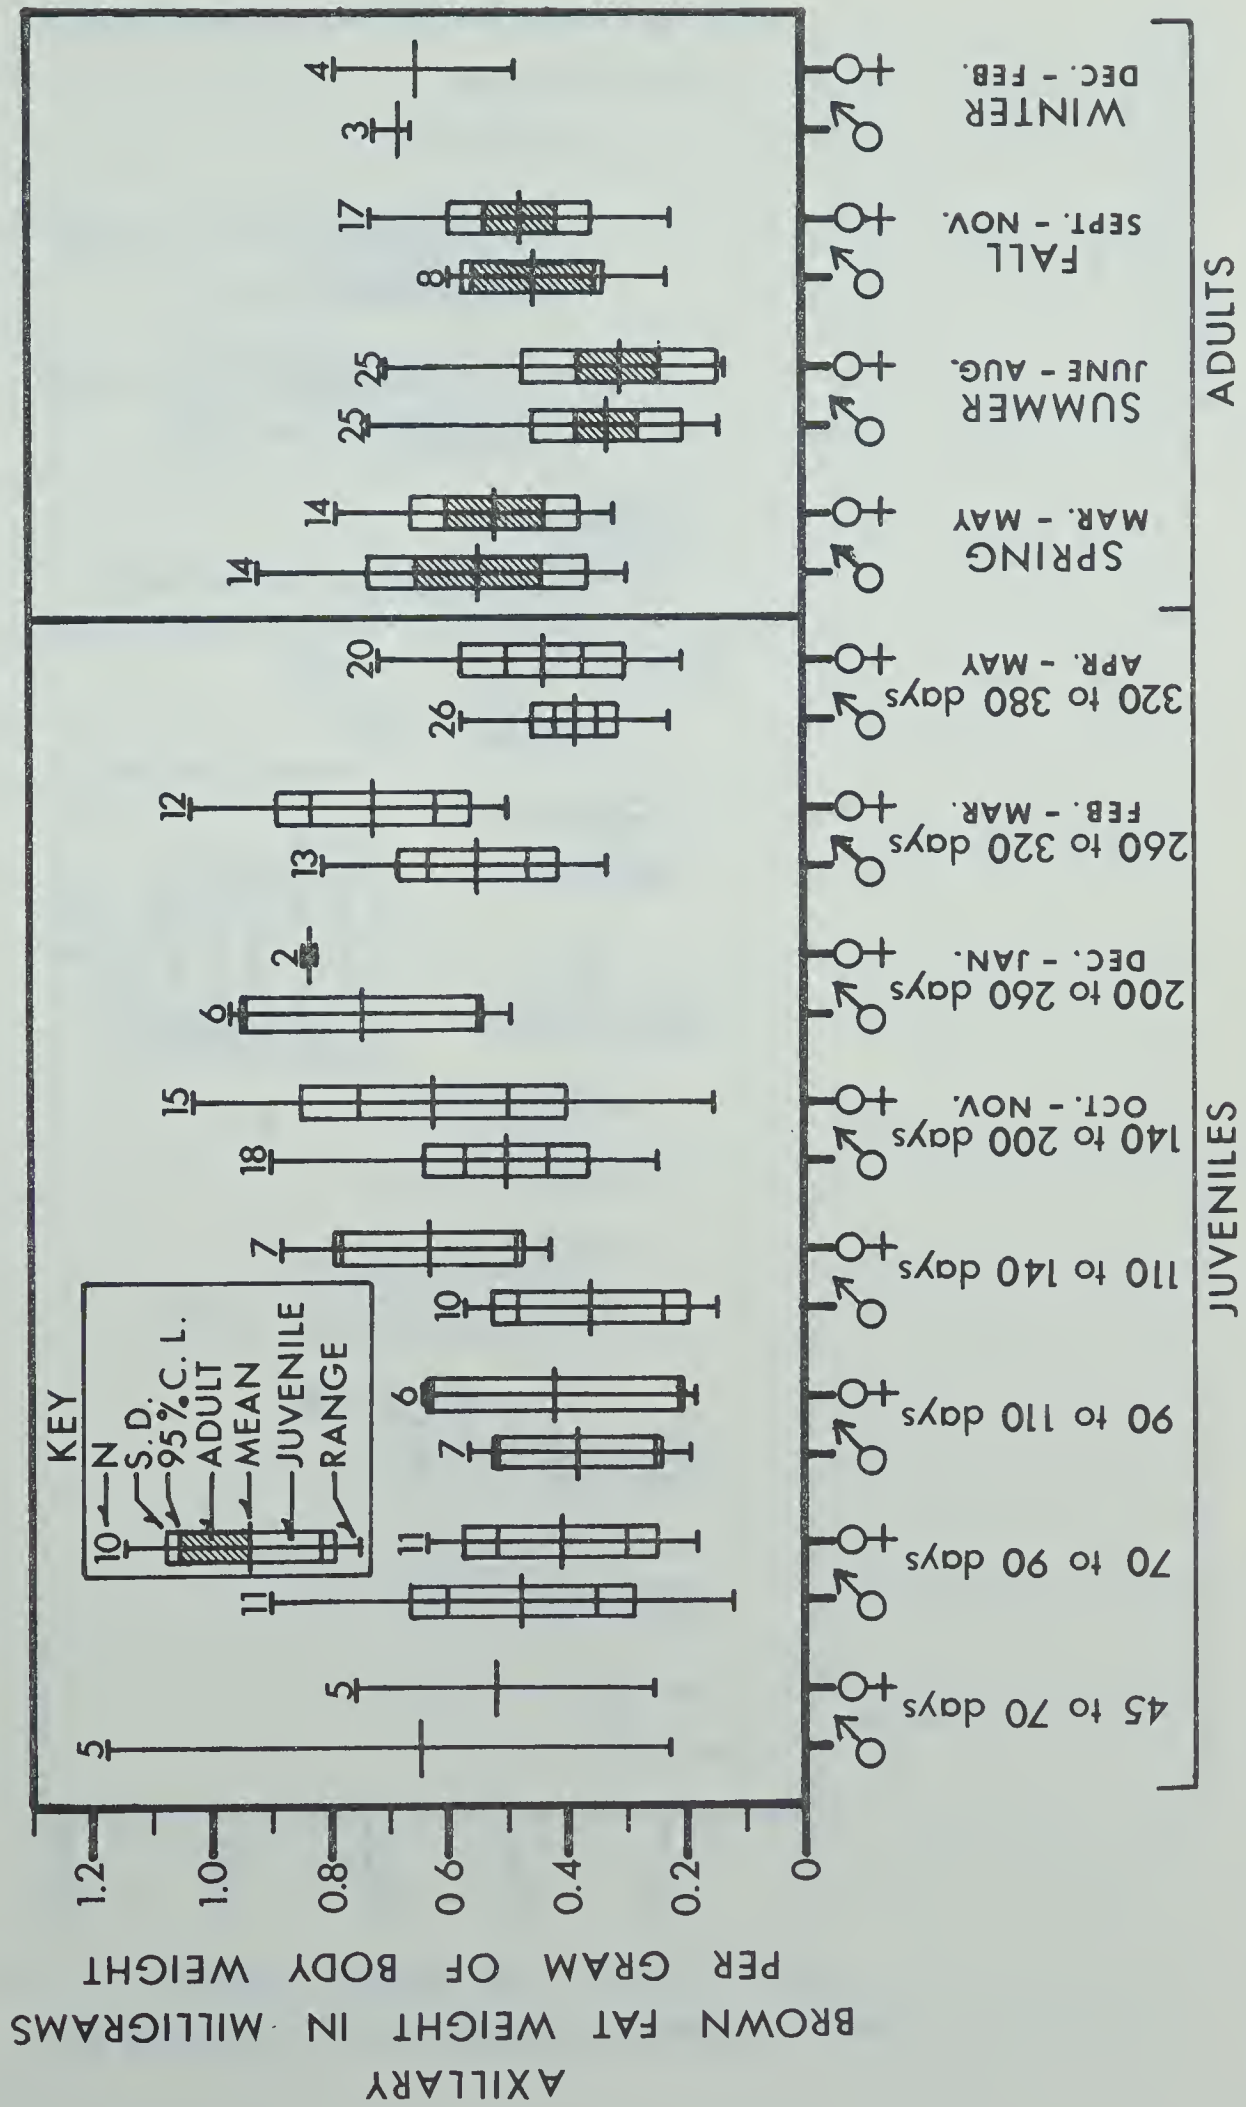 AXILLARY
BROWN FAT WEIGHT IN MILLIGRAMS
PER GRAM OF BODY WEIGHT
1.2
1.0
0.8
0 6
0.4
0.2
0
KEY
10
N
S. D.
95% C. L.
ADULT
MEAN
JUVENILE
RANGE
5
5
11
11
7
6
10
7
18
15
6
2
13
12
26
20
14
14
25
25
8
17
3
4
♂ ♀
♂ ♀
♂ ♀
♂ ♀
♂ ♀
♂ ♀
♂ ♀
♂ ♀
♂ ♀
♂ ♀
♂ ♀
♂ ♀
45 to 70 days
70 to 90 days
90 to 110 days
110 to 140 days
140 to 200 days
OCT. - NOV.
200 to 260 days
DEC. - JAN.
260 to 320 days
FEB. - MAR.
320 to 380 days
APR. - MAY
SPRING
MAR. - MAY
SUMMER
JUNE - AUG.
FALL
SEPT. - NOV.
WINTER
DEC. - FEB.
JUVENILES
ADULTS